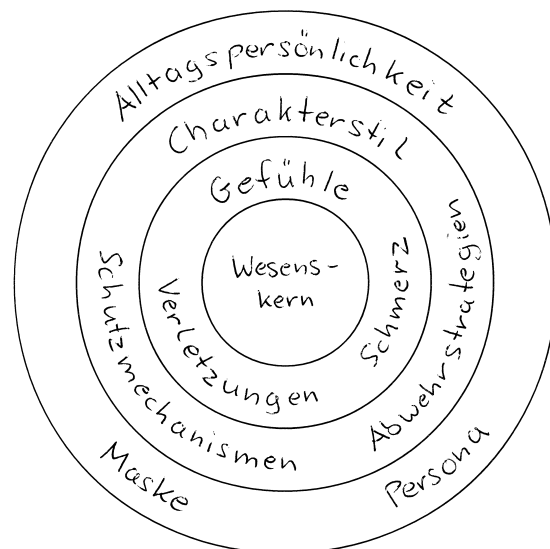 Alltagspersönlichkeit
Charakterstil
Gefühle
Wesens-
kern
Verletzungen
Schmerz
Schutzmechanismen
Abwehrstrategien
Maske
Persona